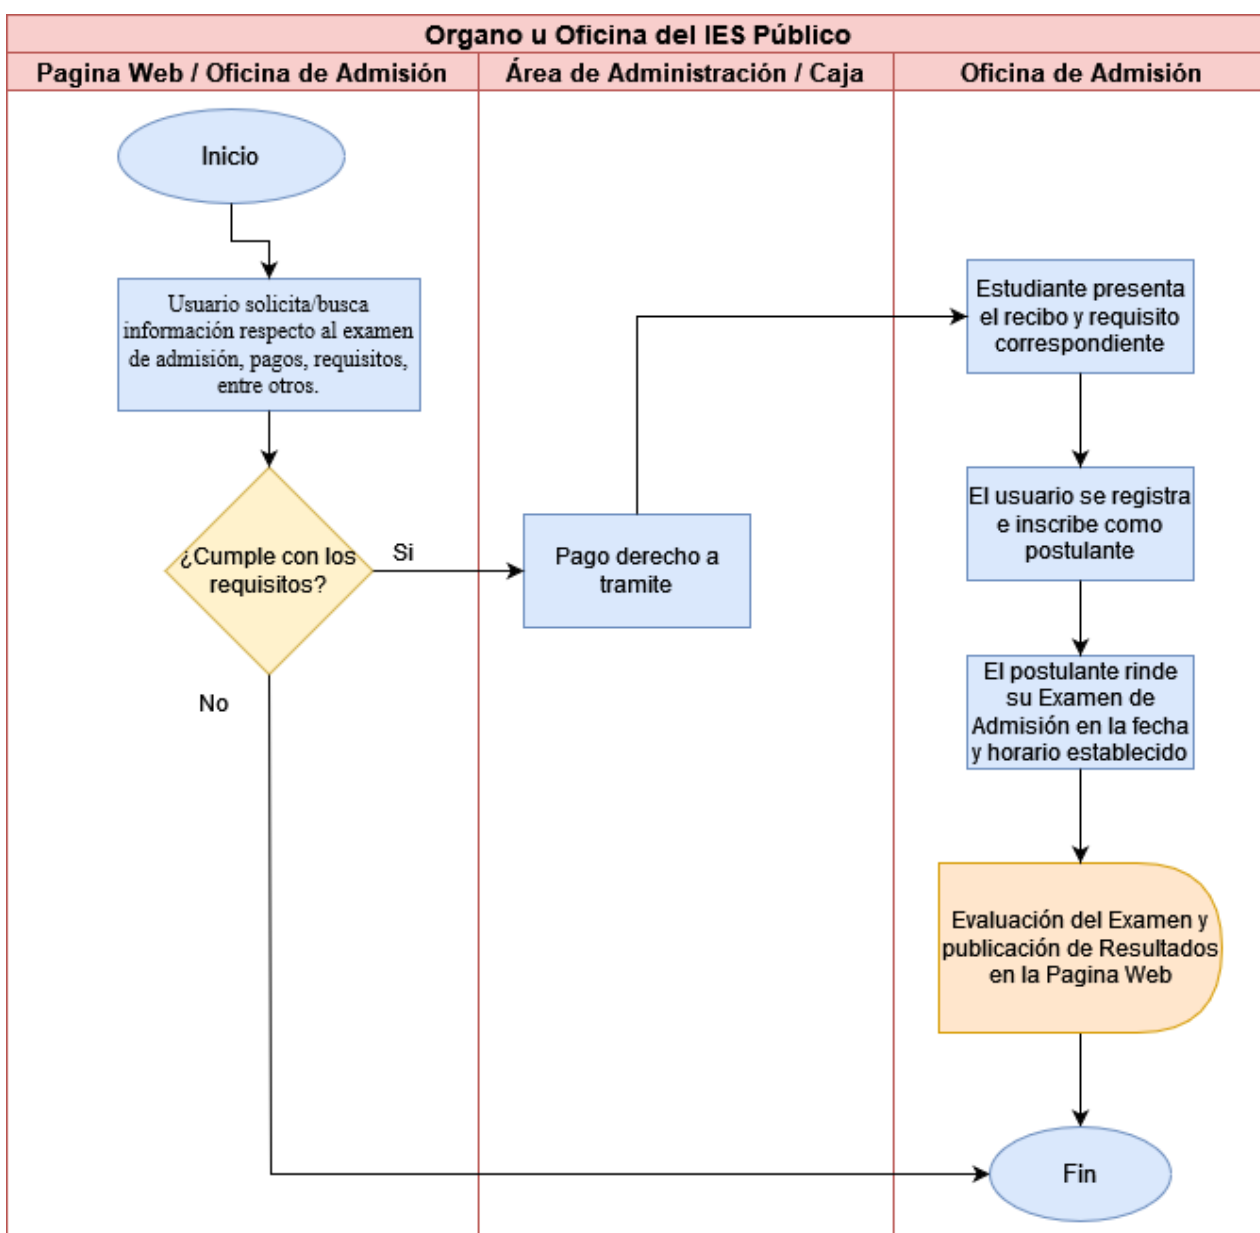 Organo u Oficina del IES Público
Pagina Web / Oficina de Admisión
Área de Administración / Caja
Oficina de Admisión
Inicio
Usuario solicita/busca
información respecto al examen
de admisión, pagos, requisitos,
entre otros.
¿Cumple con los
requisitos?
Si
No
Pago derecho a
tramite
Estudiante presenta
el recibo y requisito
correspondiente
El usuario se registra
e inscribe como
postulante
El postulante rinde
su Examen de
Admisión en la fecha
y horario establecido
Evaluación del Examen y
publicación de Resultados
en la Pagina Web
Fin